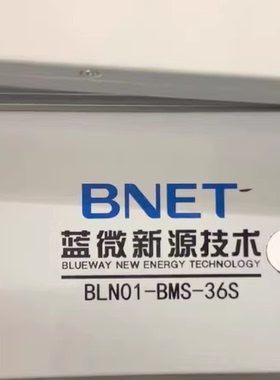 BNET
蓝微新源技术
BLUEWAY NEW ENERGY TECHNOLOGY
BLN01-BMS-36S